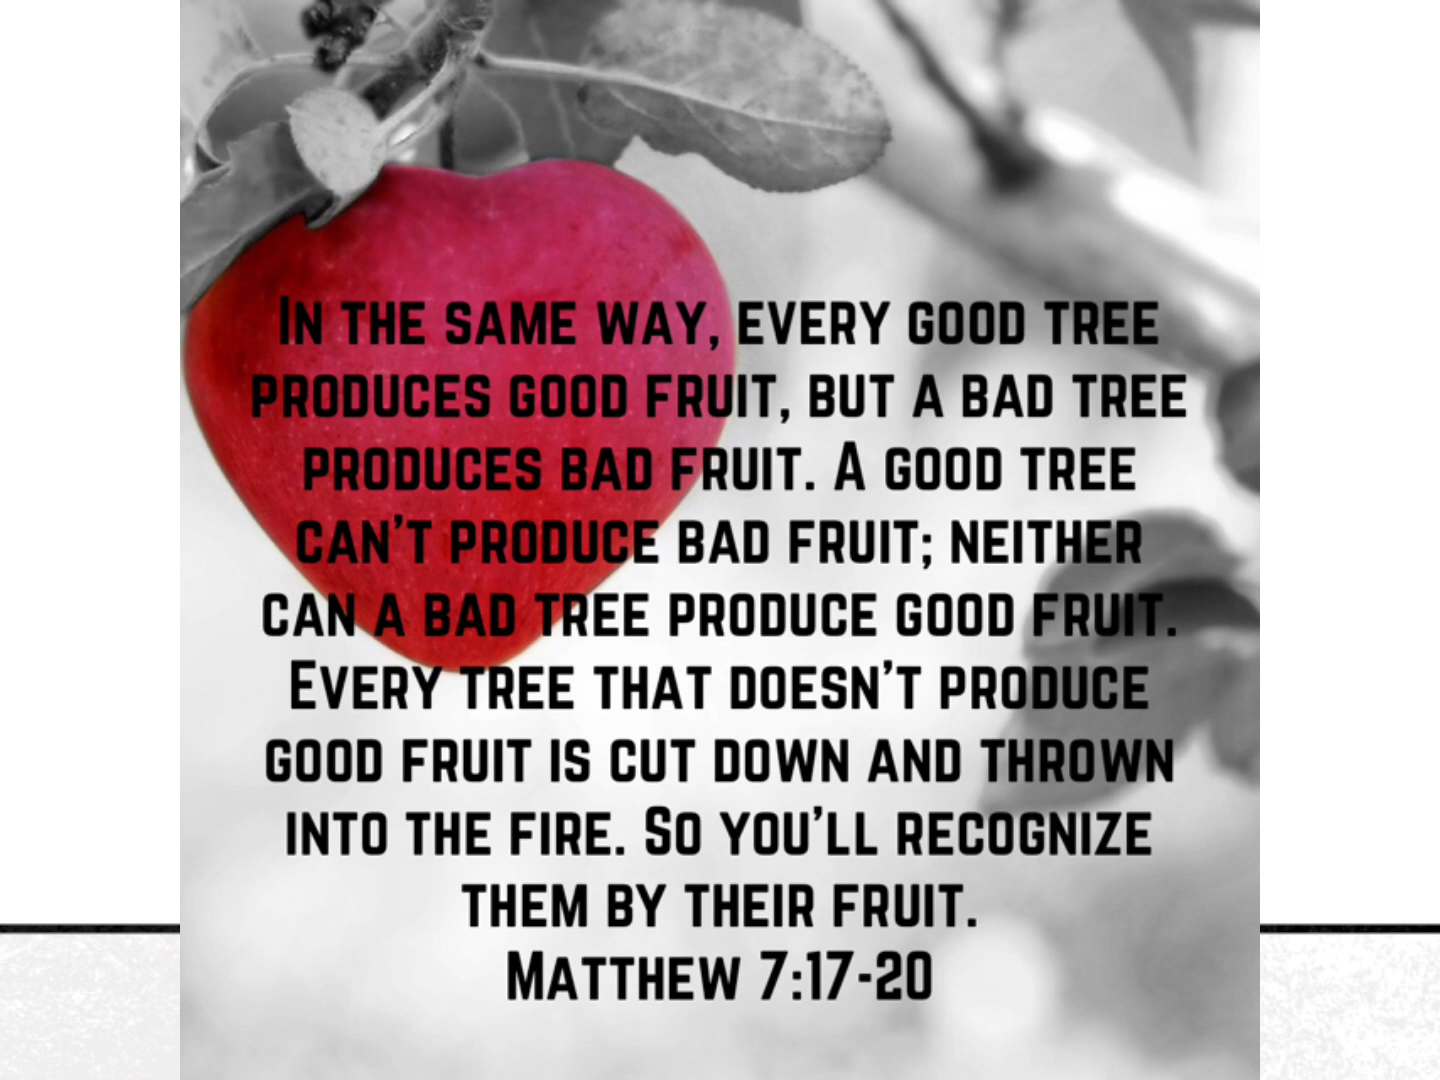 In the same way, every good tree
produces good fruit, but a bad tree
produces bad fruit. A good tree
can't produce bad fruit; neither
can a bad tree produce good fruit.
Every tree that doesn't produce
good fruit is cut down and thrown
into the fire. So you'll recognize
them by their fruit.
Matthew 7:17-20